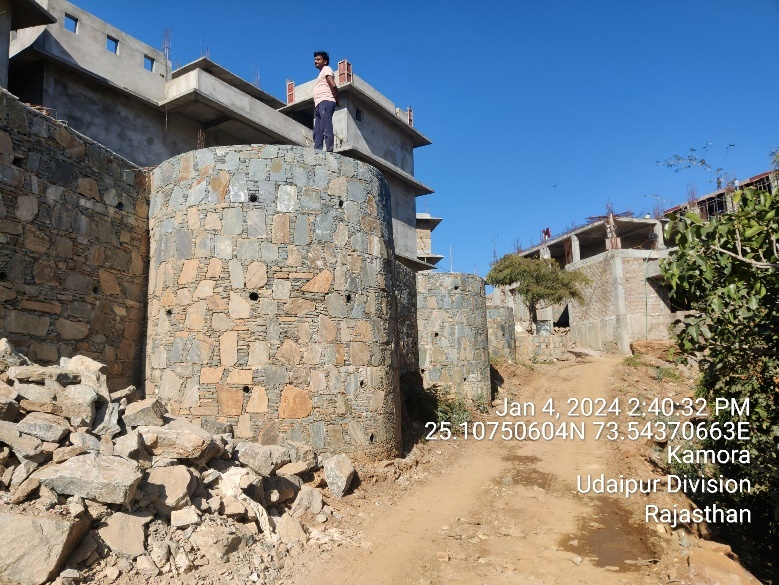 Jan 4, 2024 2:40:32 PM
25.10750604N 73.54370663E
Kamora
Udaipur Division
Rajasthan